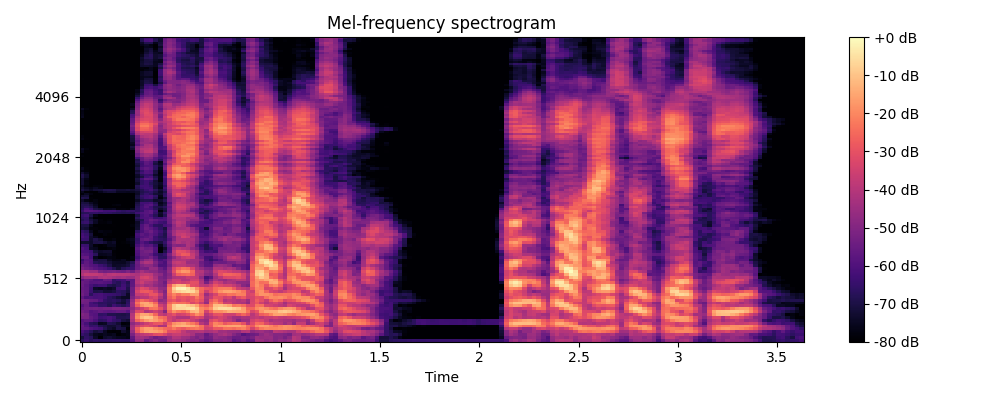 Mel-frequency spectrogram
+0 dB
4096
-10 dB
-20 dB
2048
-30 dB
Hz
-40 dB
1024
-50 dB
512
-60 dB
-70 dB
0
-80 dB
0 0.5 1 1.5 2 2.5 3 3.5
Time